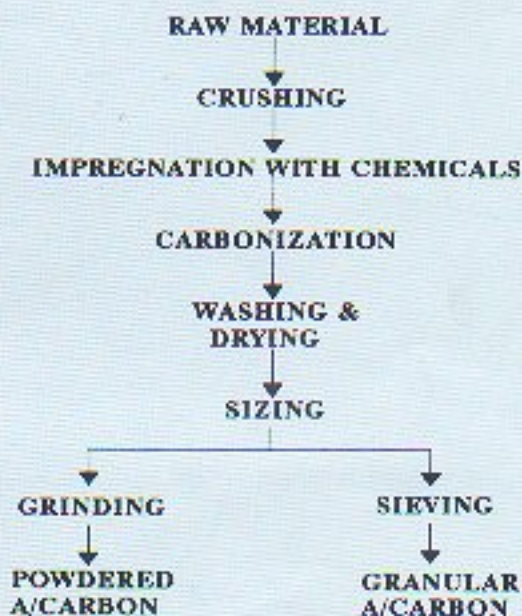 RAW MATERIAL
CRUSHING
IMPREGNATION WITH CHEMICALS
CARBONIZATION
WASHING &
DRYING
SIZING
GRINDING
SIEVING
POWDERED
A/CARBON
GRANULAR
A/CARBON